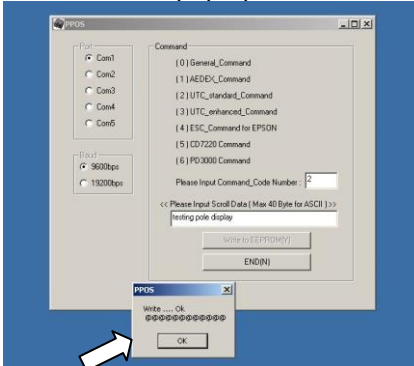 PPOS
Port
Com1
Com2
Com3
Com4
Com5
Baud
9600bps
19200bps
Command
( 0 ) General_Command
( 1 ) AEDEX_Command
( 2 ) UTC_standard_Command
( 3 ) UTC_enhanced_Command
( 4 ) ESC_Command for EPSON
( 5 ) CD7220 Command
( 6 ) PD3000 Command
Please Input Command_Code Number : 2
<< Please Input Scroll Data ( Max 40 Byte for ASCII ) >>
testing pole display
Write to EEPROM(Y)
END(N)
PPOS
Write .... Ok
@@@@@@@@@@@@
OK